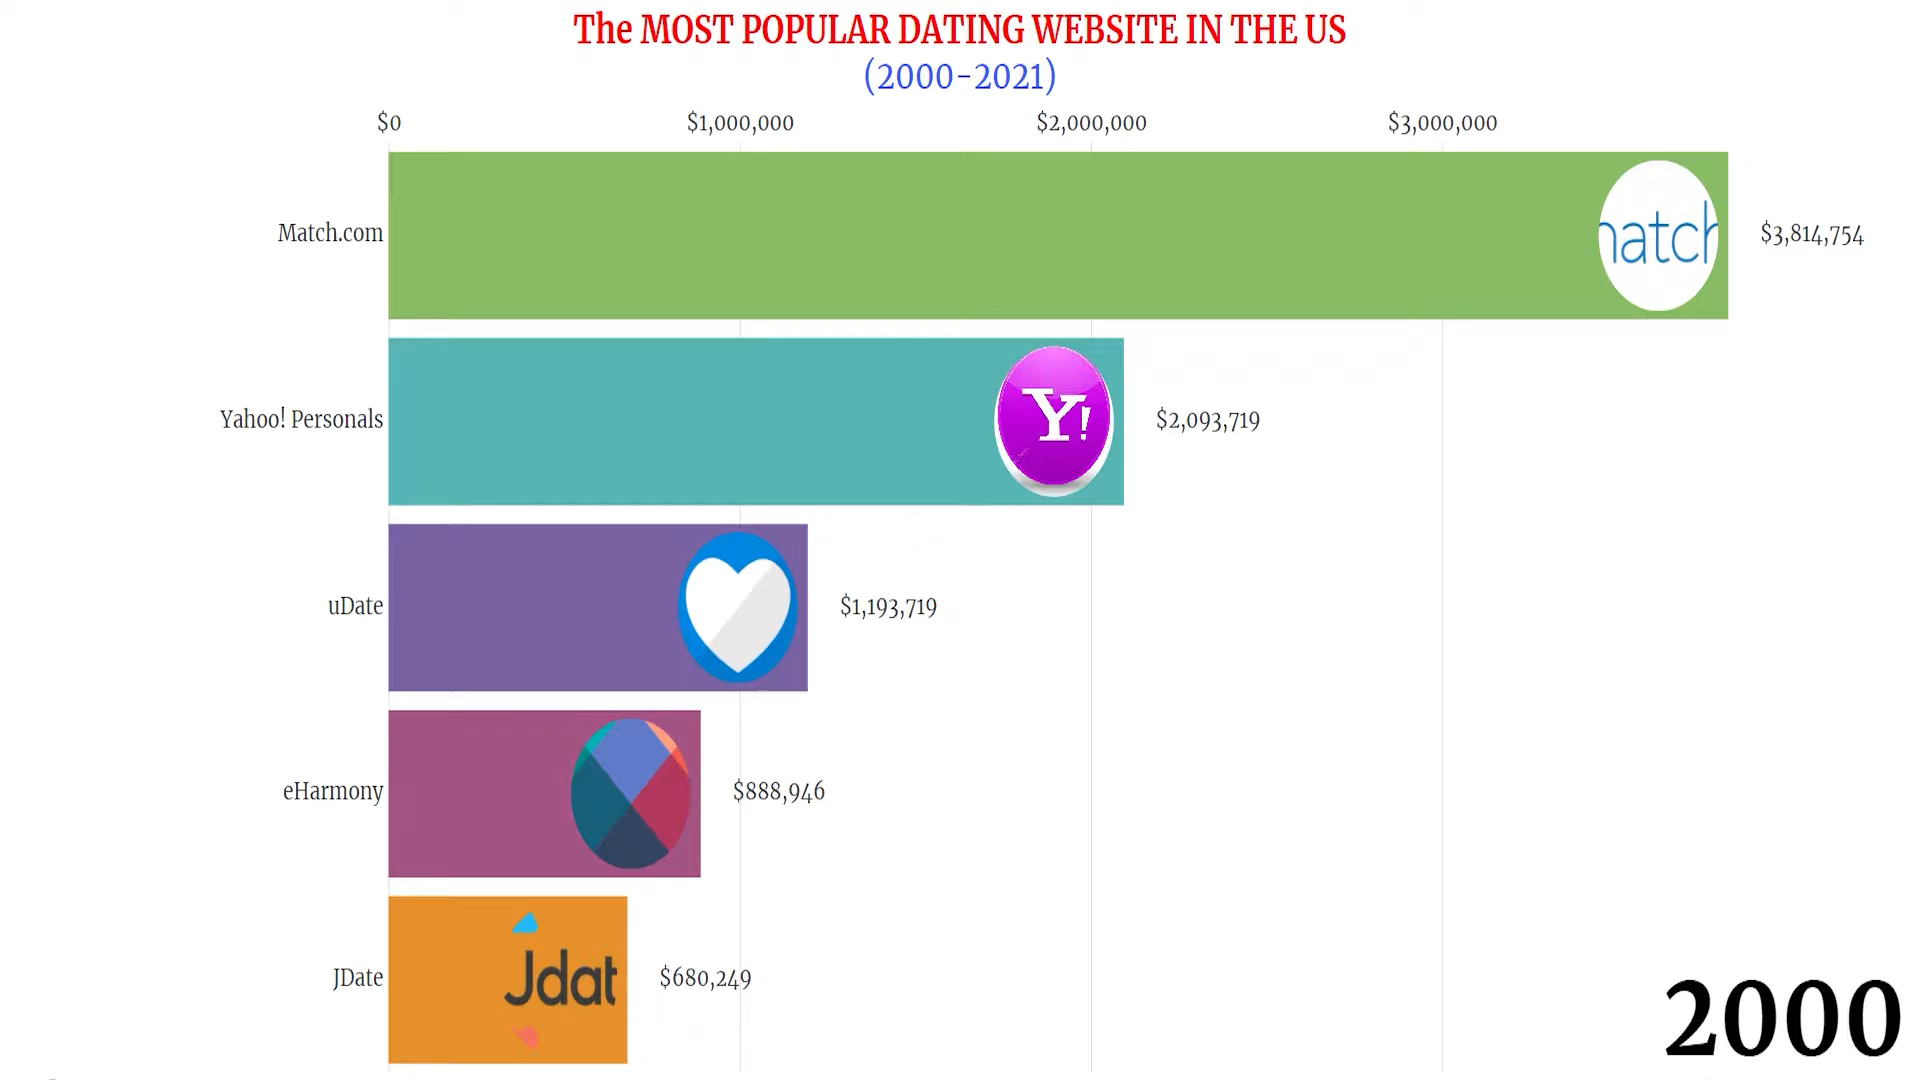 The MOST POPULAR DATING WEBSITE IN THE US
(2000-2021)
$0 $1,000,000 $2,000,000 $3,000,000
Match.com natch $3,814,754
Yahoo! Personals Y! $2,093,719
uDate $1,193,719
eHarmony $888,946
JDate Jdat $680,249
2000